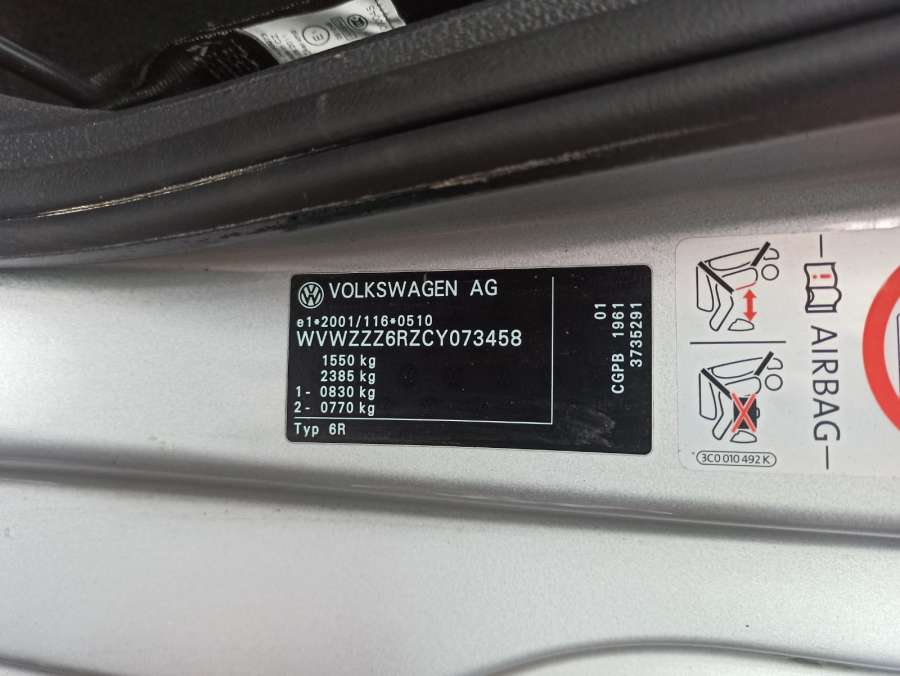 VOLKSWAGEN AG
e1*2001/116*0510
WVWZZZ6RZCY073458
1550 kg
2385 kg
1- 0830 kg
2- 0770 kg
Typ 6R
01
CGPB 1961
3735291
AIRBAG
3C0 010 492 K